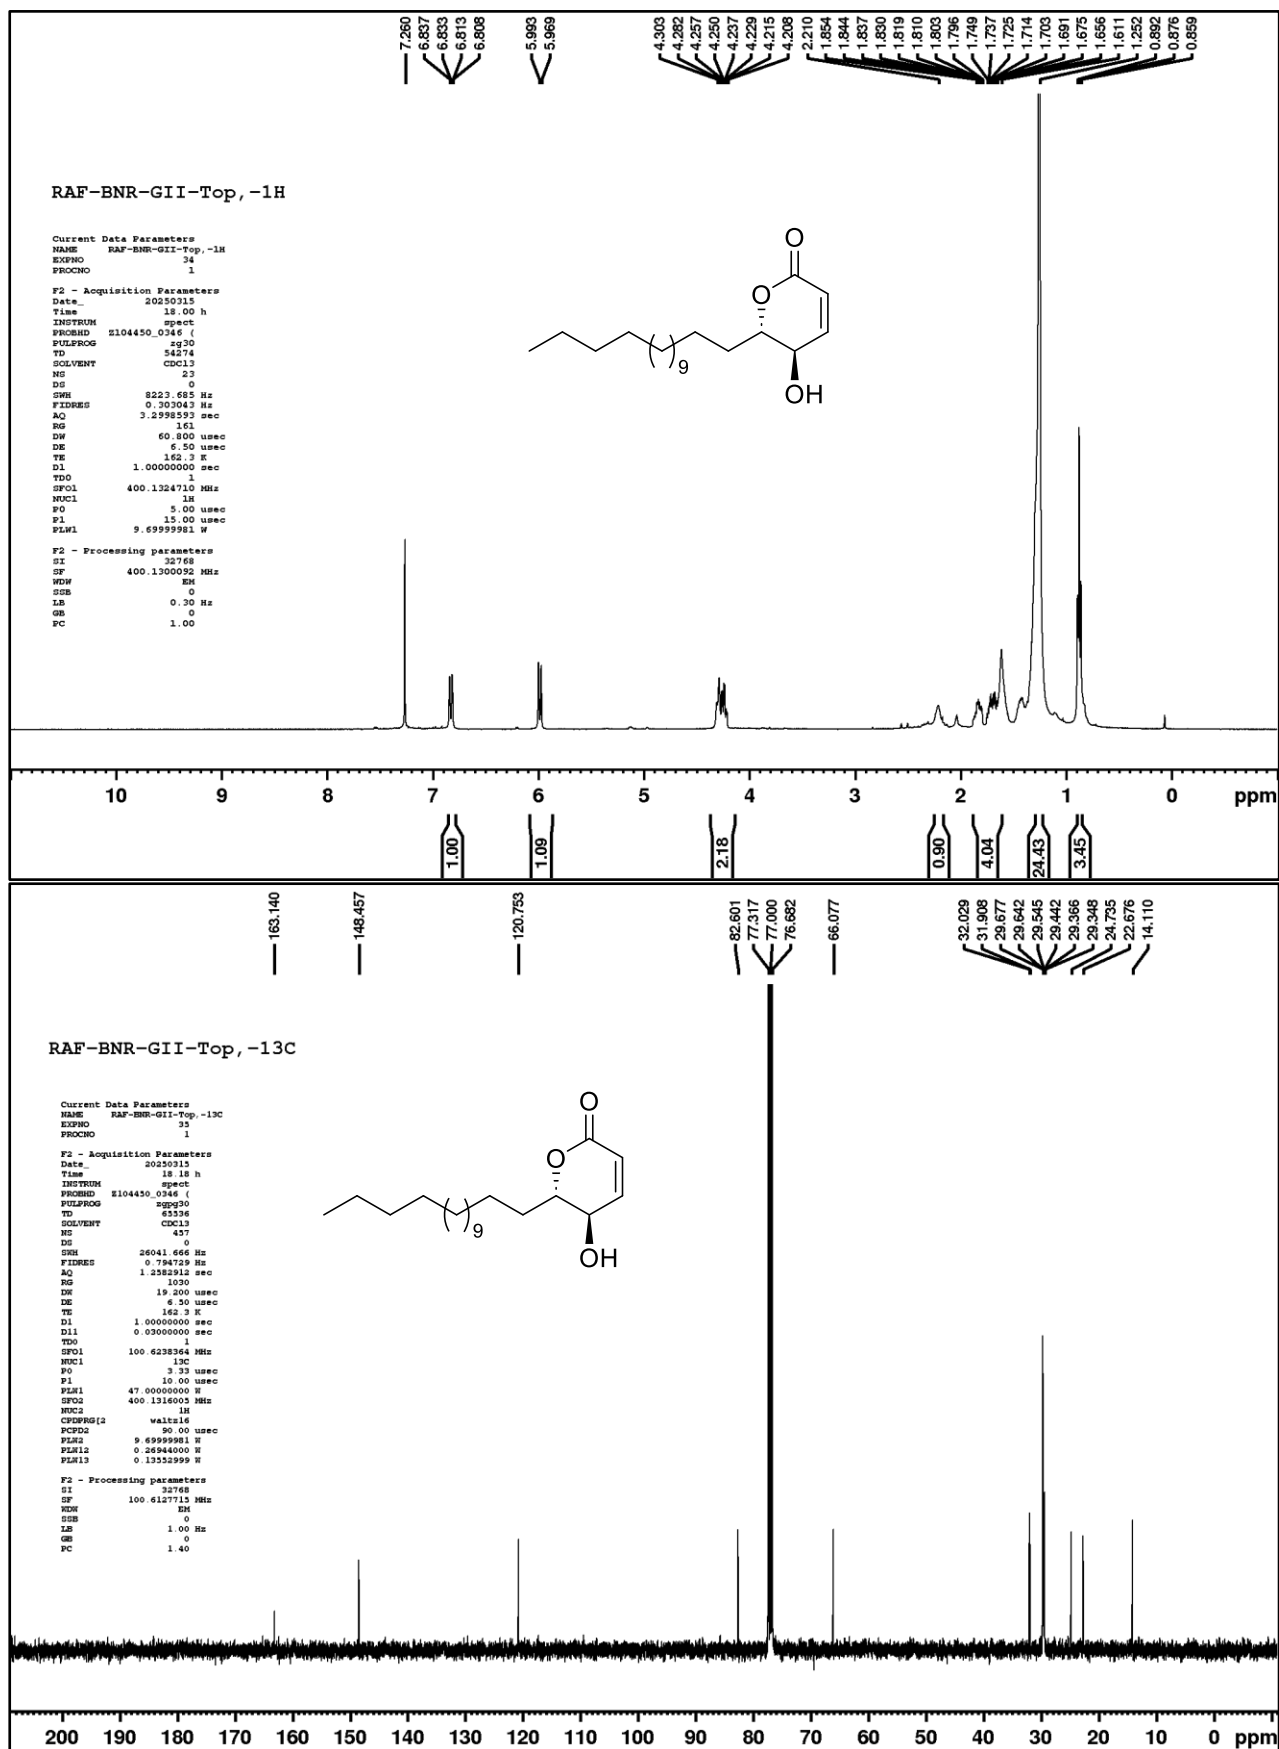 7.260
6.837
6.833
6.813
6.808
5.993
5.969
4.303
4.282
4.257
4.250
4.237
4.229
4.215
4.208
2.210
1.854
1.844
1.837
1.830
1.819
1.810
1.803
1.796
1.749
1.737
1.725
1.714
1.703
1.691
1.675
1.656
1.611
1.252
0.892
0.876
0.859
RAF-BNR-GII-Top,-1H
Current Data Parameters
NAME RAF-BNR-GII-Top,-1H
EXPNO 34
PROCNO 1
F2 - Acquisition Parameters
Date_ 20250315
Time 18.00 h
INSTRUM spect
PROBHD Z104450_0346 (
PULPROG zg30
TD 54274
SOLVENT CDCl3
NS 23
DS 0
SWH 8223.685 Hz
FIDRES 0.303043 Hz
AQ 3.2998593 sec
RG 161
DW 60.800 usec
DE 6.50 usec
TE 162.3 K
D1 1.00000000 sec
TD0 1
SFO1 400.1324710 MHz
NUC1 1H
P0 5.00 usec
P1 15.00 usec
PLW1 9.69999981 W
F2 - Processing parameters
SI 32768
SF 400.1300092 MHz
WDW EM
SSB 0
LB 0.30 Hz
GB 0
PC 1.00
O
O
9
OH
10 9 8 7 6 5 4 3 2 1 0 ppm
1.00
1.09
2.18
0.90
4.04
24.43
3.45
163.140
148.457
120.753
82.601
77.317
77.000
76.682
66.077
32.029
31.908
29.677
29.642
29.545
29.442
29.366
29.348
24.735
22.676
14.110
RAF-BNR-GII-Top,-13C
Current Data Parameters
NAME RAF-BNR-GII-Top,-13C
EXPNO 35
PROCNO 1
F2 - Acquisition Parameters
Date_ 20250315
Time 18.18 h
INSTRUM spect
PROBHD Z104450_0346 (
PULPROG zgpg30
TD 65536
SOLVENT CDCl3
NS 457
DS 0
SWH 26041.666 Hz
FIDRES 0.794729 Hz
AQ 1.2582912 sec
RG 1030
DW 19.200 usec
DE 6.50 usec
TE 162.3 K
D1 1.00000000 sec
D11 0.03000000 sec
TD0 1
SFO1 100.6238364 MHz
NUC1 13C
P0 3.33 usec
P1 10.00 usec
PLW1 47.00000000 W
SFO2 400.1316005 MHz
NUC2 1H
CPDPRG[2 waltz16
PCPD2 90.00 usec
PLW2 9.69999981 W
PLW12 0.26944000 W
PLW13 0.13552999 W
F2 - Processing parameters
SI 32768
SF 100.6127715 MHz
WDW EM
SSB 0
LB 1.00 Hz
GB 0
PC 1.40
O
O
9
OH
200 190 180 170 160 150 140 130 120 110 100 90 80 70 60 50 40 30 20 10 0 ppm